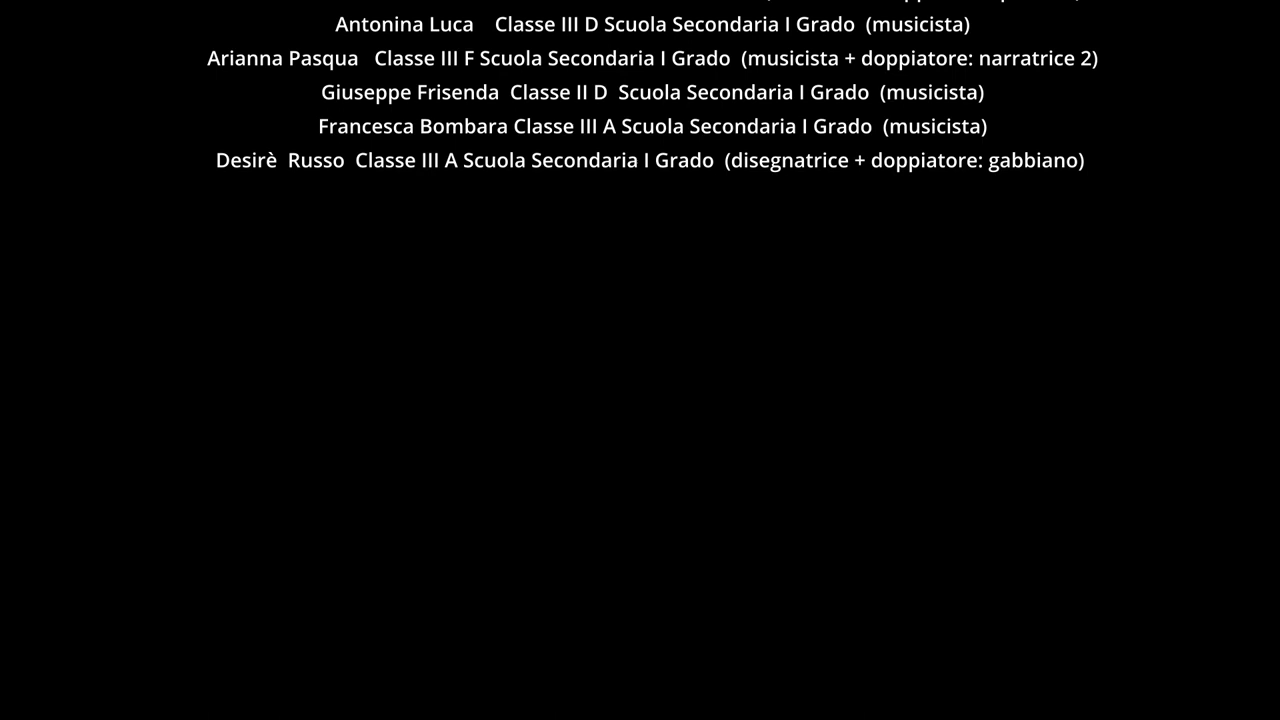 Antonina Luca    Classe III D Scuola Secondaria I Grado  (musicista)
Arianna Pasqua   Classe III F Scuola Secondaria I Grado  (musicista + doppiatore: narratrice 2)
Giuseppe Frisenda  Classe II D  Scuola Secondaria I Grado  (musicista)
Francesca Bombara Classe III A Scuola Secondaria I Grado  (musicista)
Desirè  Russo  Classe III A Scuola Secondaria I Grado  (disegnatrice + doppiatore: gabbiano)